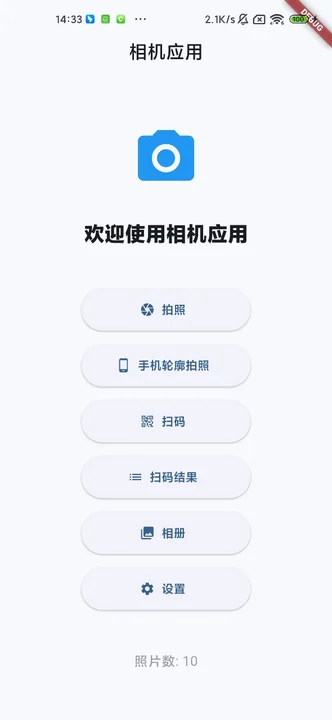 14:33 ... 2.1K/s 100
DEBUG
相机应用
欢迎使用相机应用
拍照
手机轮廓拍照
扫码
扫码结果
相册
设置
照片数: 10